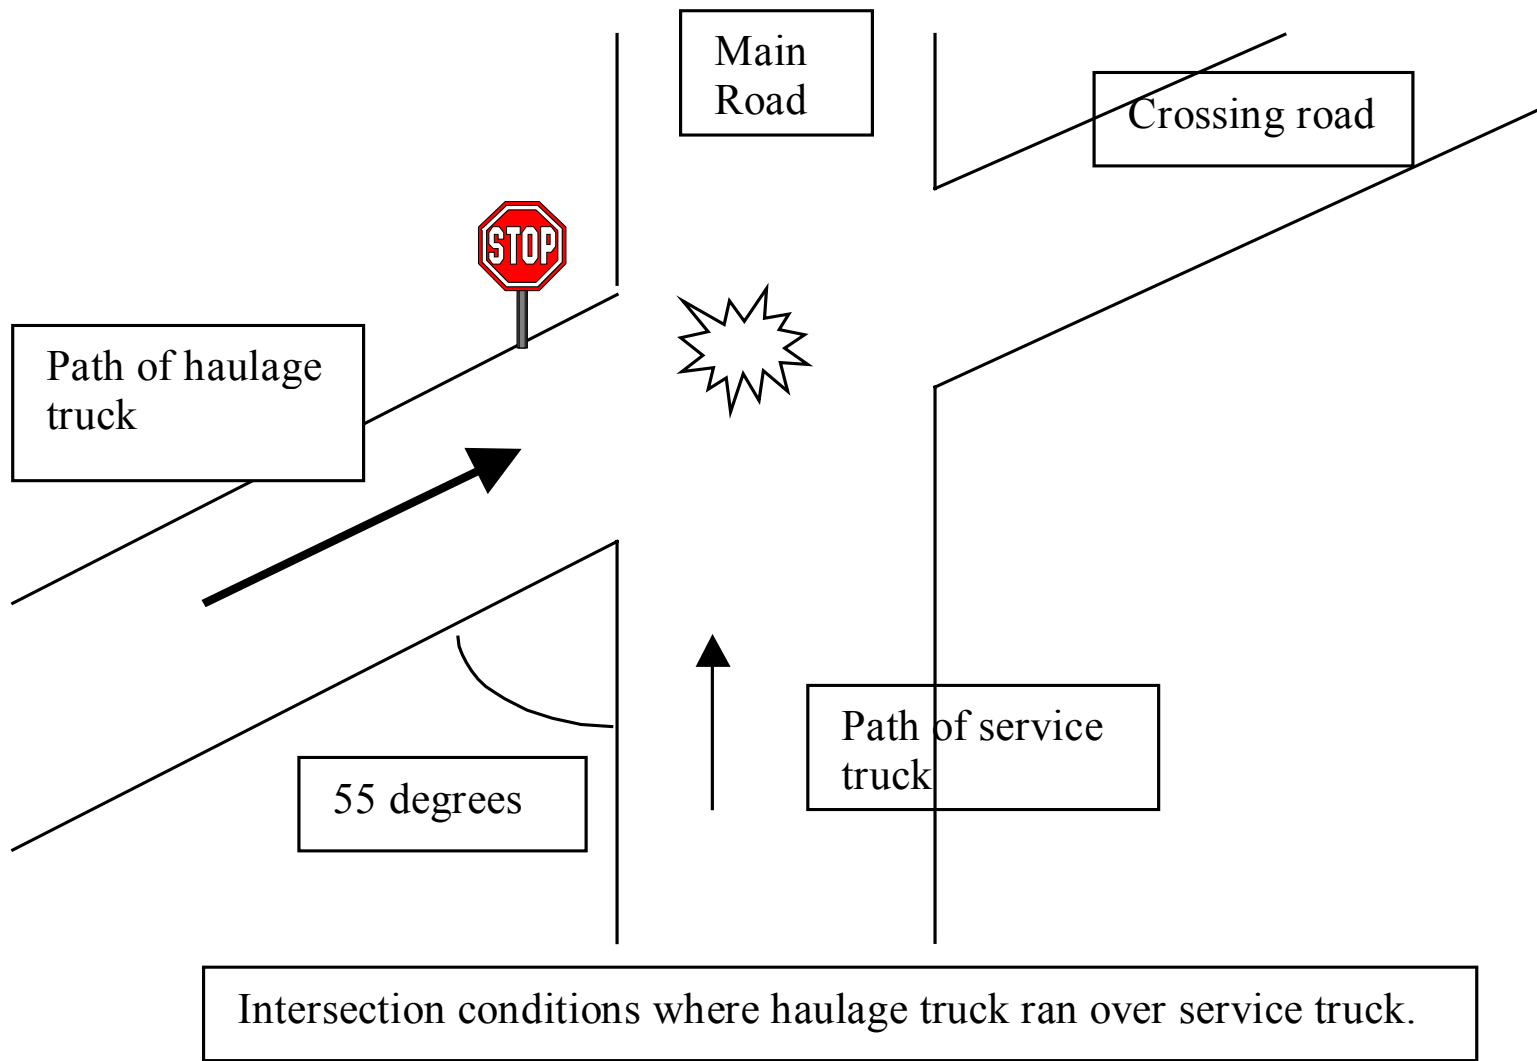 Main
Road
Crossing road
STOP
Path of haulage
truck
Path of service
truck
55 degrees
Intersection conditions where haulage truck ran over service truck.